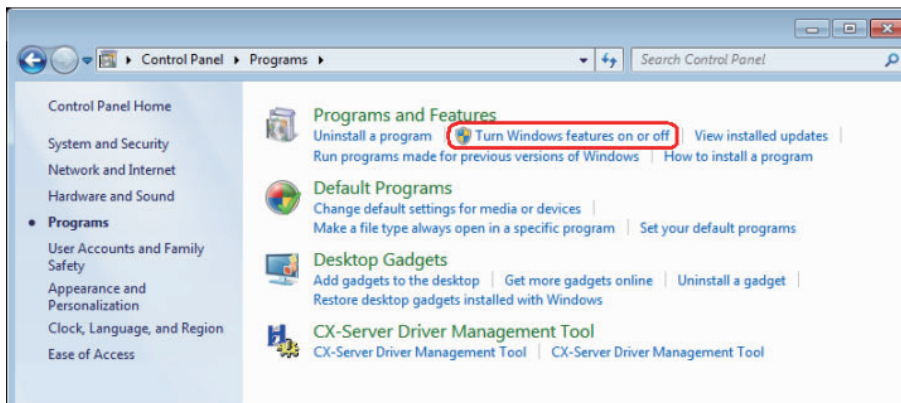 Control Panel Programs
Search Control Panel
Control Panel Home
System and Security
Network and Internet
Hardware and Sound
Programs
User Accounts and Family
Safety
Appearance and
Personalization
Clock, Language, and Region
Ease of Access
Programs and Features
Uninstall a program Turn Windows features on or off View installed updates
Run programs made for previous versions of Windows How to install a program
Default Programs
Change default settings for media or devices
Make a file type always open in a specific program Set your default programs
Desktop Gadgets
Add gadgets to the desktop Get more gadgets online Uninstall a gadget
Restore desktop gadgets installed with Windows
CX-Server Driver Management Tool
CX-Server Driver Management Tool CX-Server Driver Management Tool